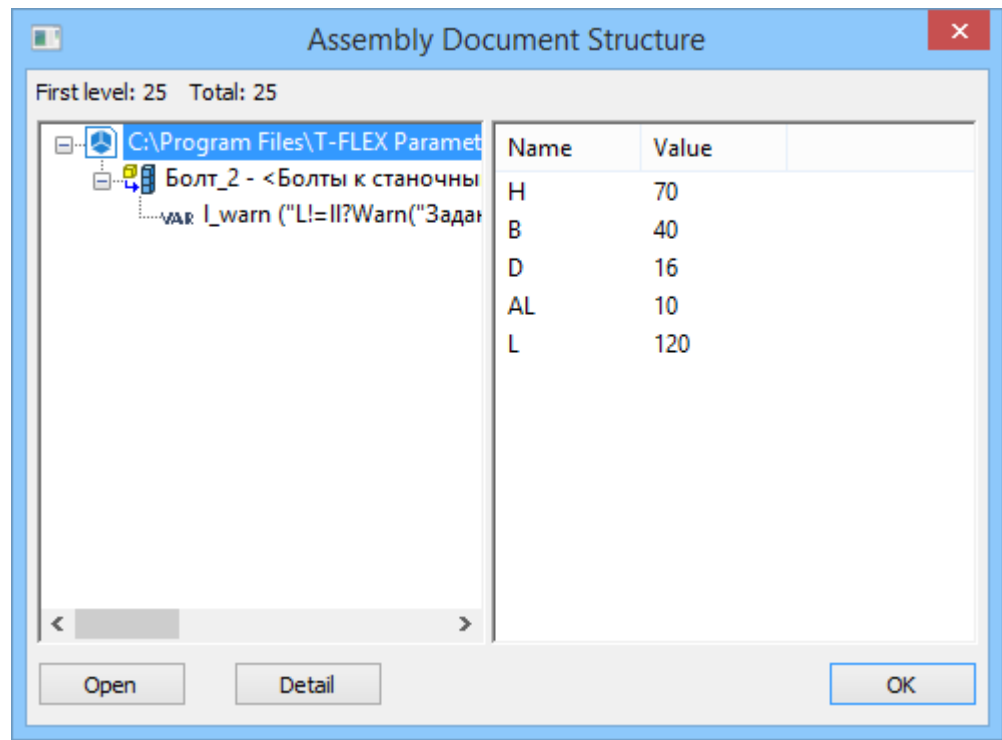 Assembly Document Structure
First level: 25 Total: 25
C:\Program Files\T-FLEX Paramet
Болт_2 - <Болты к станочны
VAR l_warn ("L!=ll?Warn("Задан
Name Value
H 70
B 40
D 16
AL 10
L 120
Open Detail OK